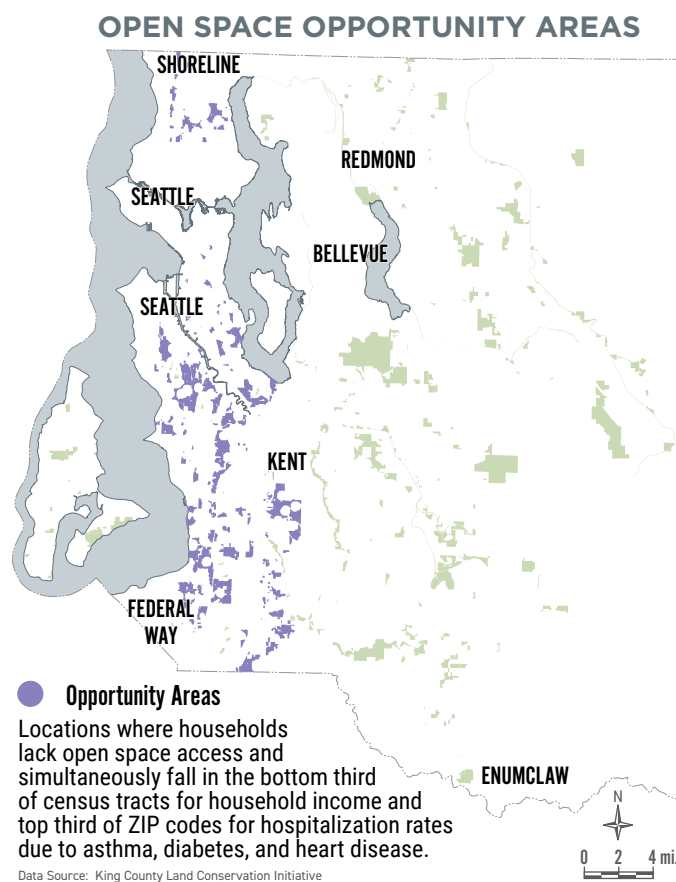 OPEN SPACE OPPORTUNITY AREAS
SHORELINE
REDMOND
SEATTLE
BELLEVUE
SEATTLE
KENT
FEDERAL
WAY
Opportunity Areas
Locations where households
lack open space access and
simultaneously fall in the bottom third
of census tracts for household income and
top third of ZIP codes for hospitalization rates
due to asthma, diabetes, and heart disease.
ENUMCLAW
N
0 2 4 mi.
Data Source: King County Land Conservation Initiative